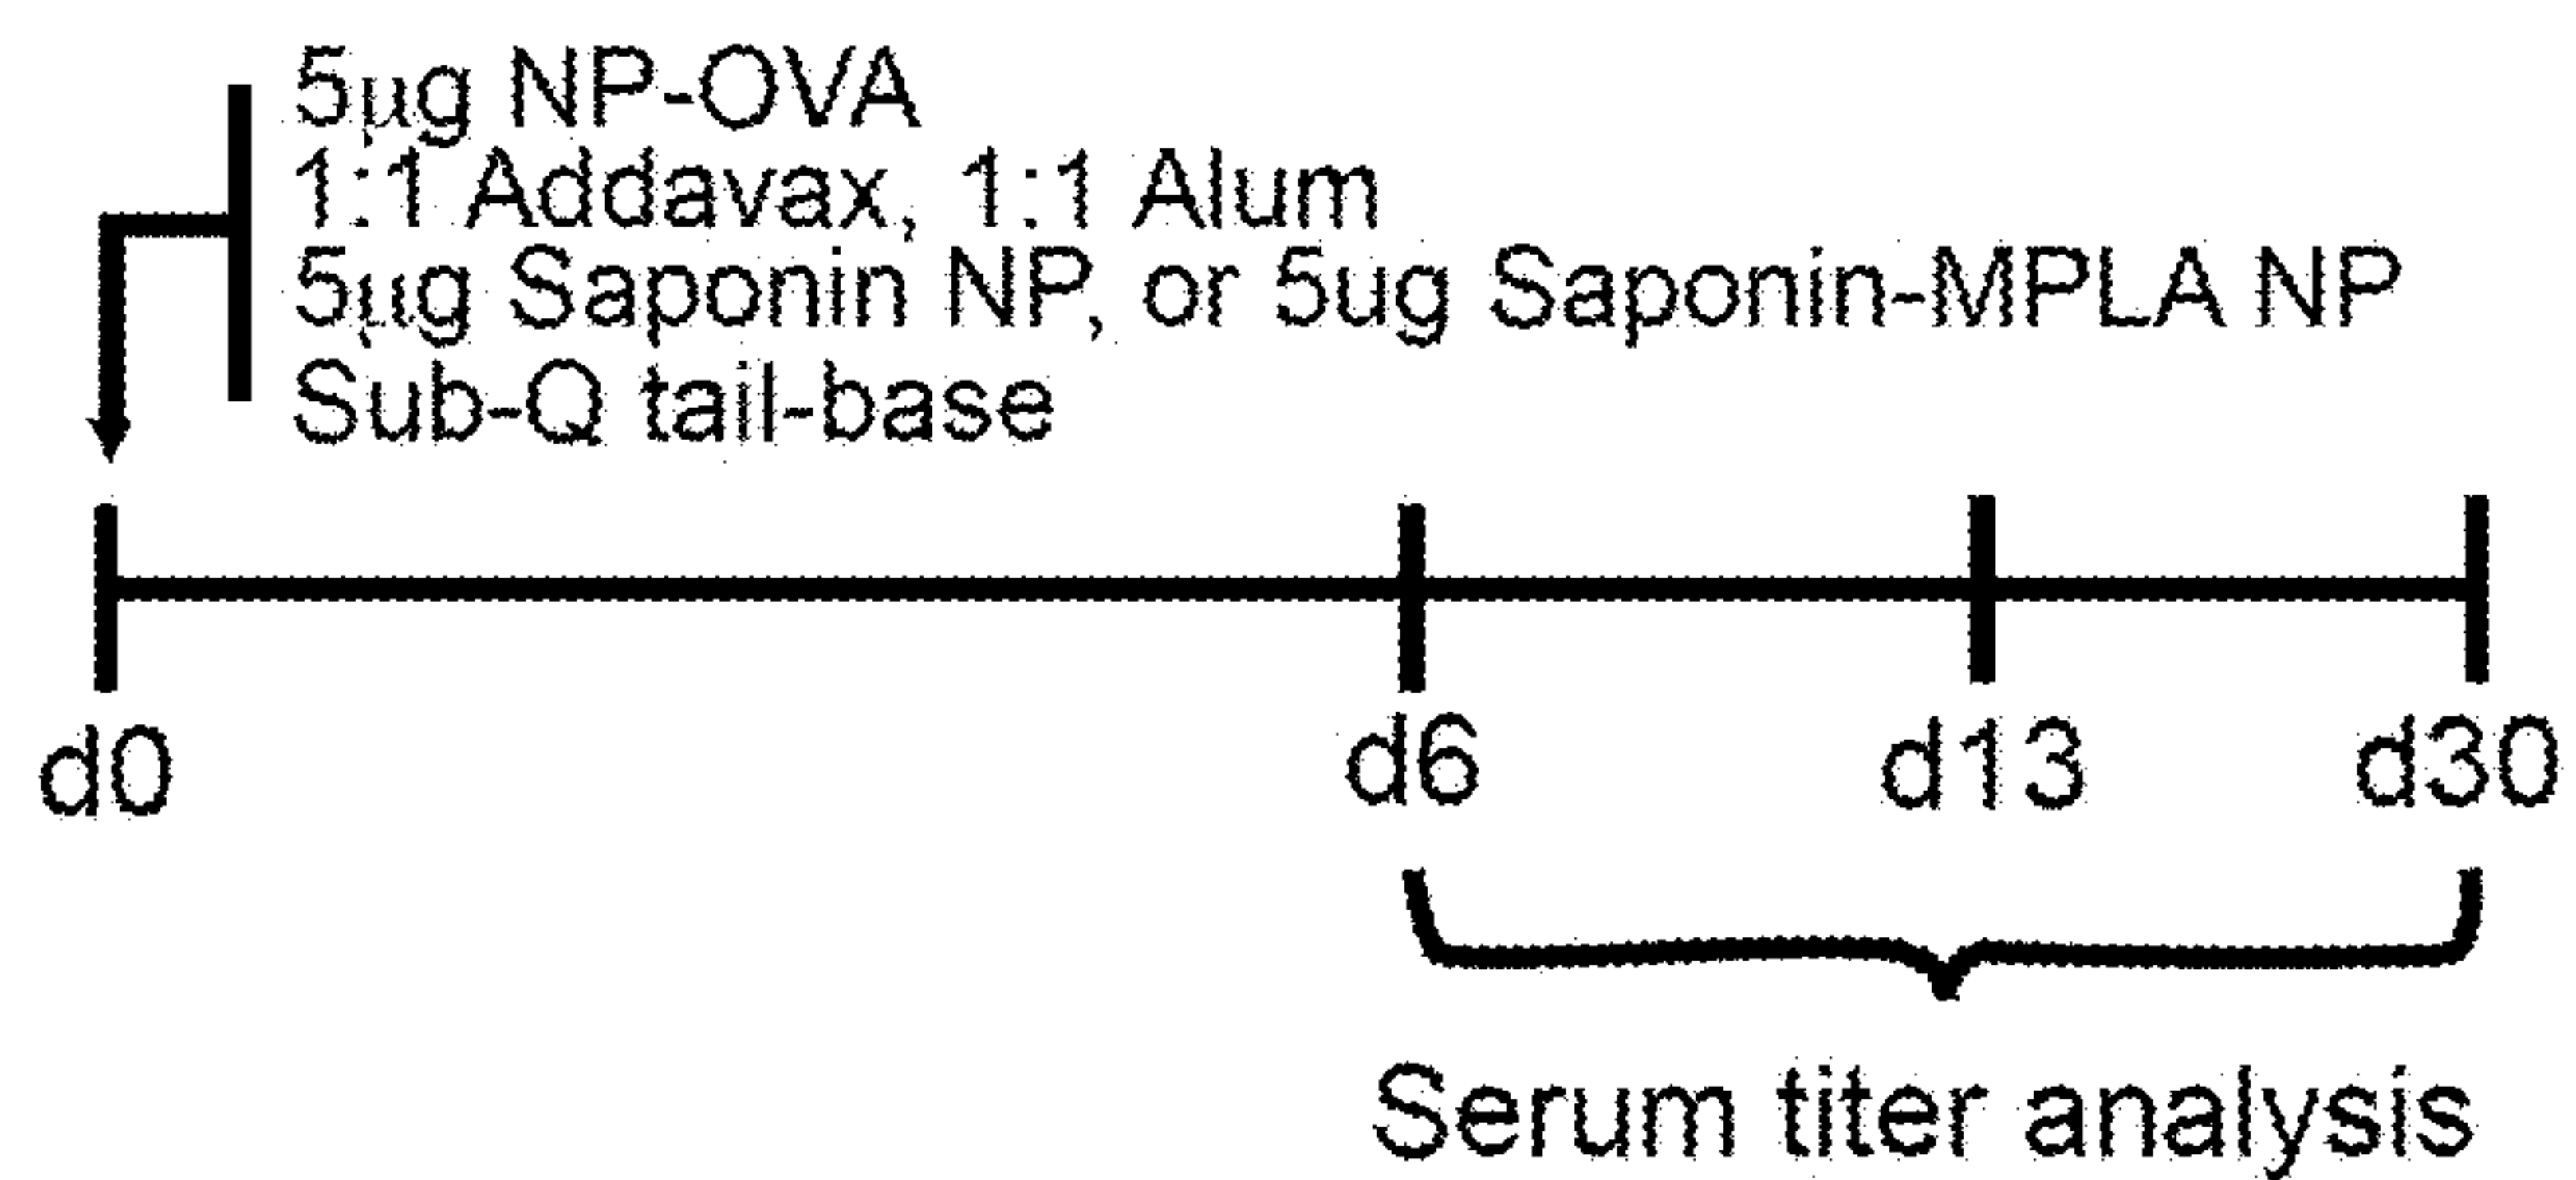 5μg NP-OVA
1:1 Addavax, 1:1 Alum
5μg Saponin NP, or 5ug Saponin-MPLA NP
Sub-Q tail-base
d0 d6 d13 d30
Serum titer analysis